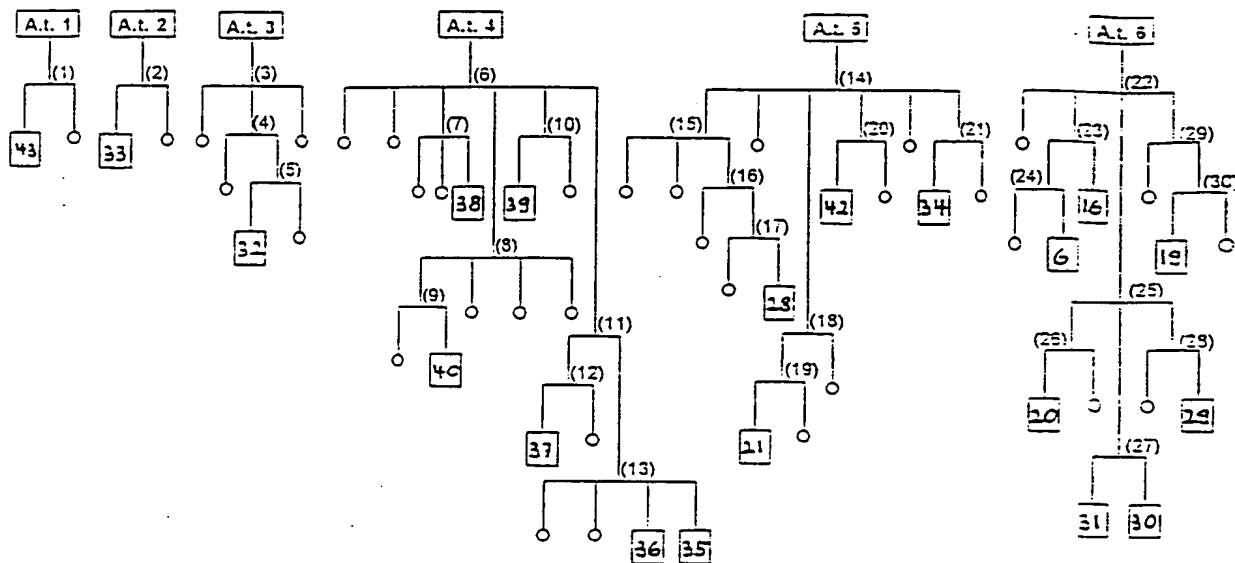 A.t. 1 A.t. 2 A.t. 3 A.t. 4 A.t. 5 A.t. 6
(1) (2) (3) (6) (14) (22)
(4) (7) (10) (15) (20) (21) (23) (29)
43 33 (5) (16) (24) (30)
38 39 42 34 16
32 (17) 6 19
(8)
(9) 28 (25)
(11) (18) (26) (28)
40 (12) (19)
20 29
37 21
(13) (27)
36 35 31 30